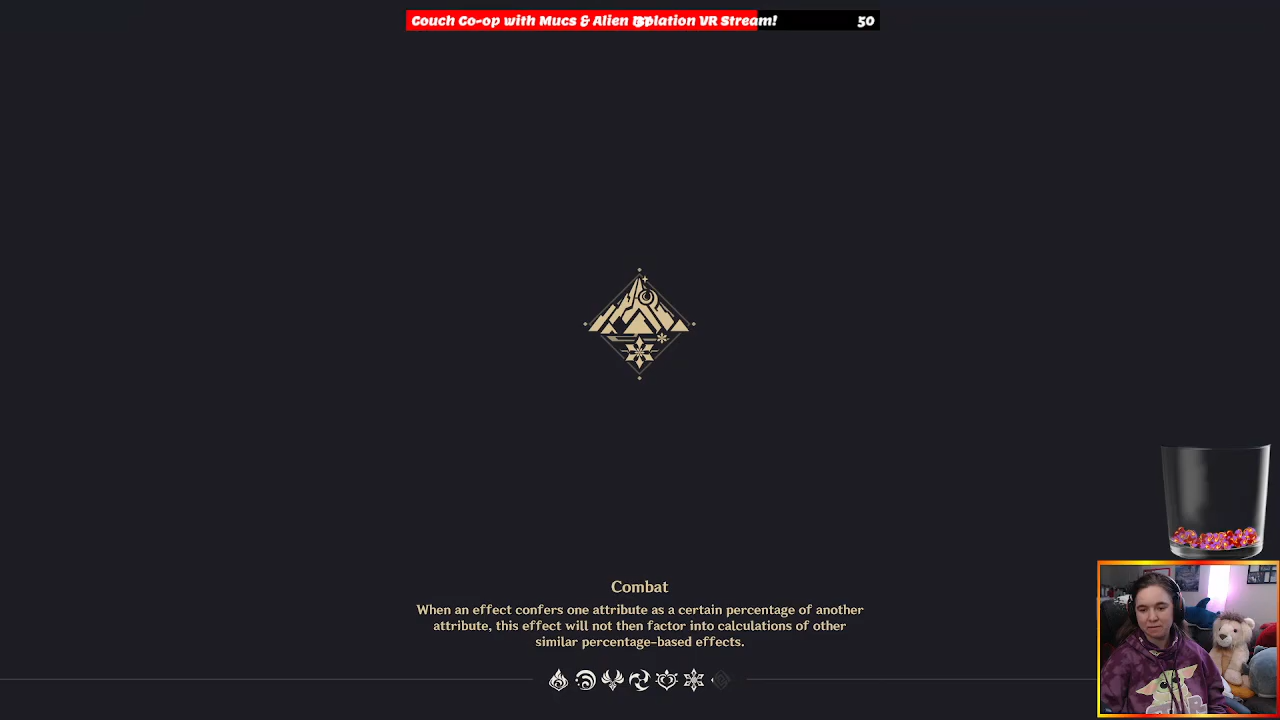 Couch Co-op with Mucs & Alien Isolation VR Stream! 50
Combat
When an effect confers one attribute as a certain percentage of another
attribute, this effect will not then factor into calculations of other
similar percentage-based effects.